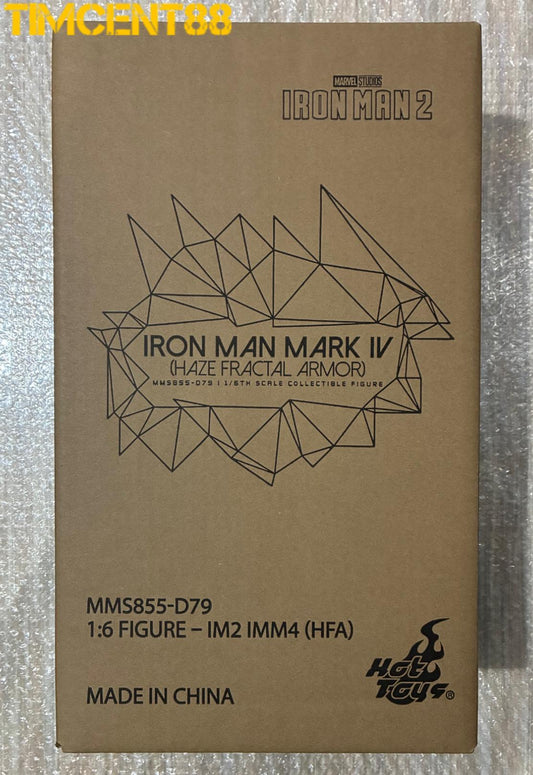 TIMCENT88
MARVEL STUDIOS
IRON MAN 2
IRON MAN MARK IV
(HAZE FRACTAL ARMOR)
MMS855-D79 | 1/6TH SCALE COLLECTIBLE FIGURE
MMS855-D79
1:6 FIGURE – IM2 IMM4 (HFA)
MADE IN CHINA
Hot
Toys®